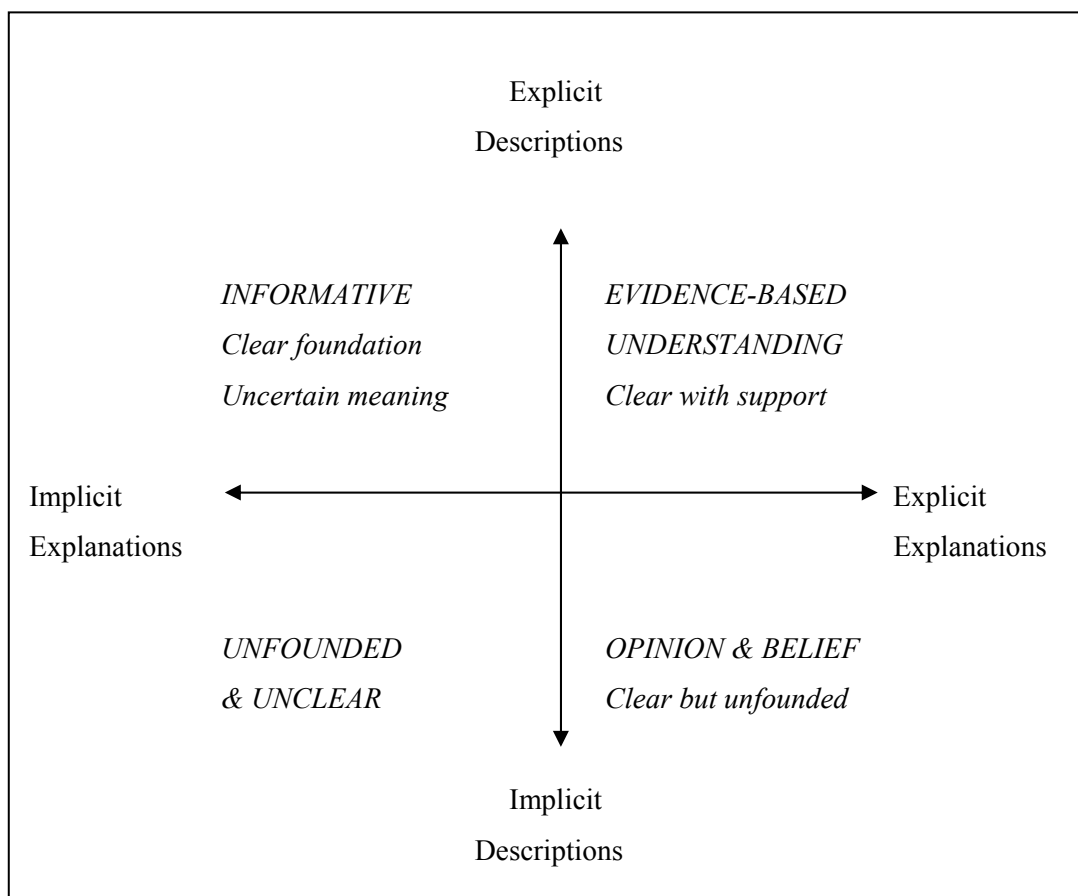 Explicit
Descriptions
INFORMATIVE
Clear foundation
Uncertain meaning
EVIDENCE-BASED
UNDERSTANDING
Clear with support
Implicit
Explanations
Explicit
Explanations
UNFOUNDED
& UNCLEAR
OPINION & BELIEF
Clear but unfounded
Implicit
Descriptions